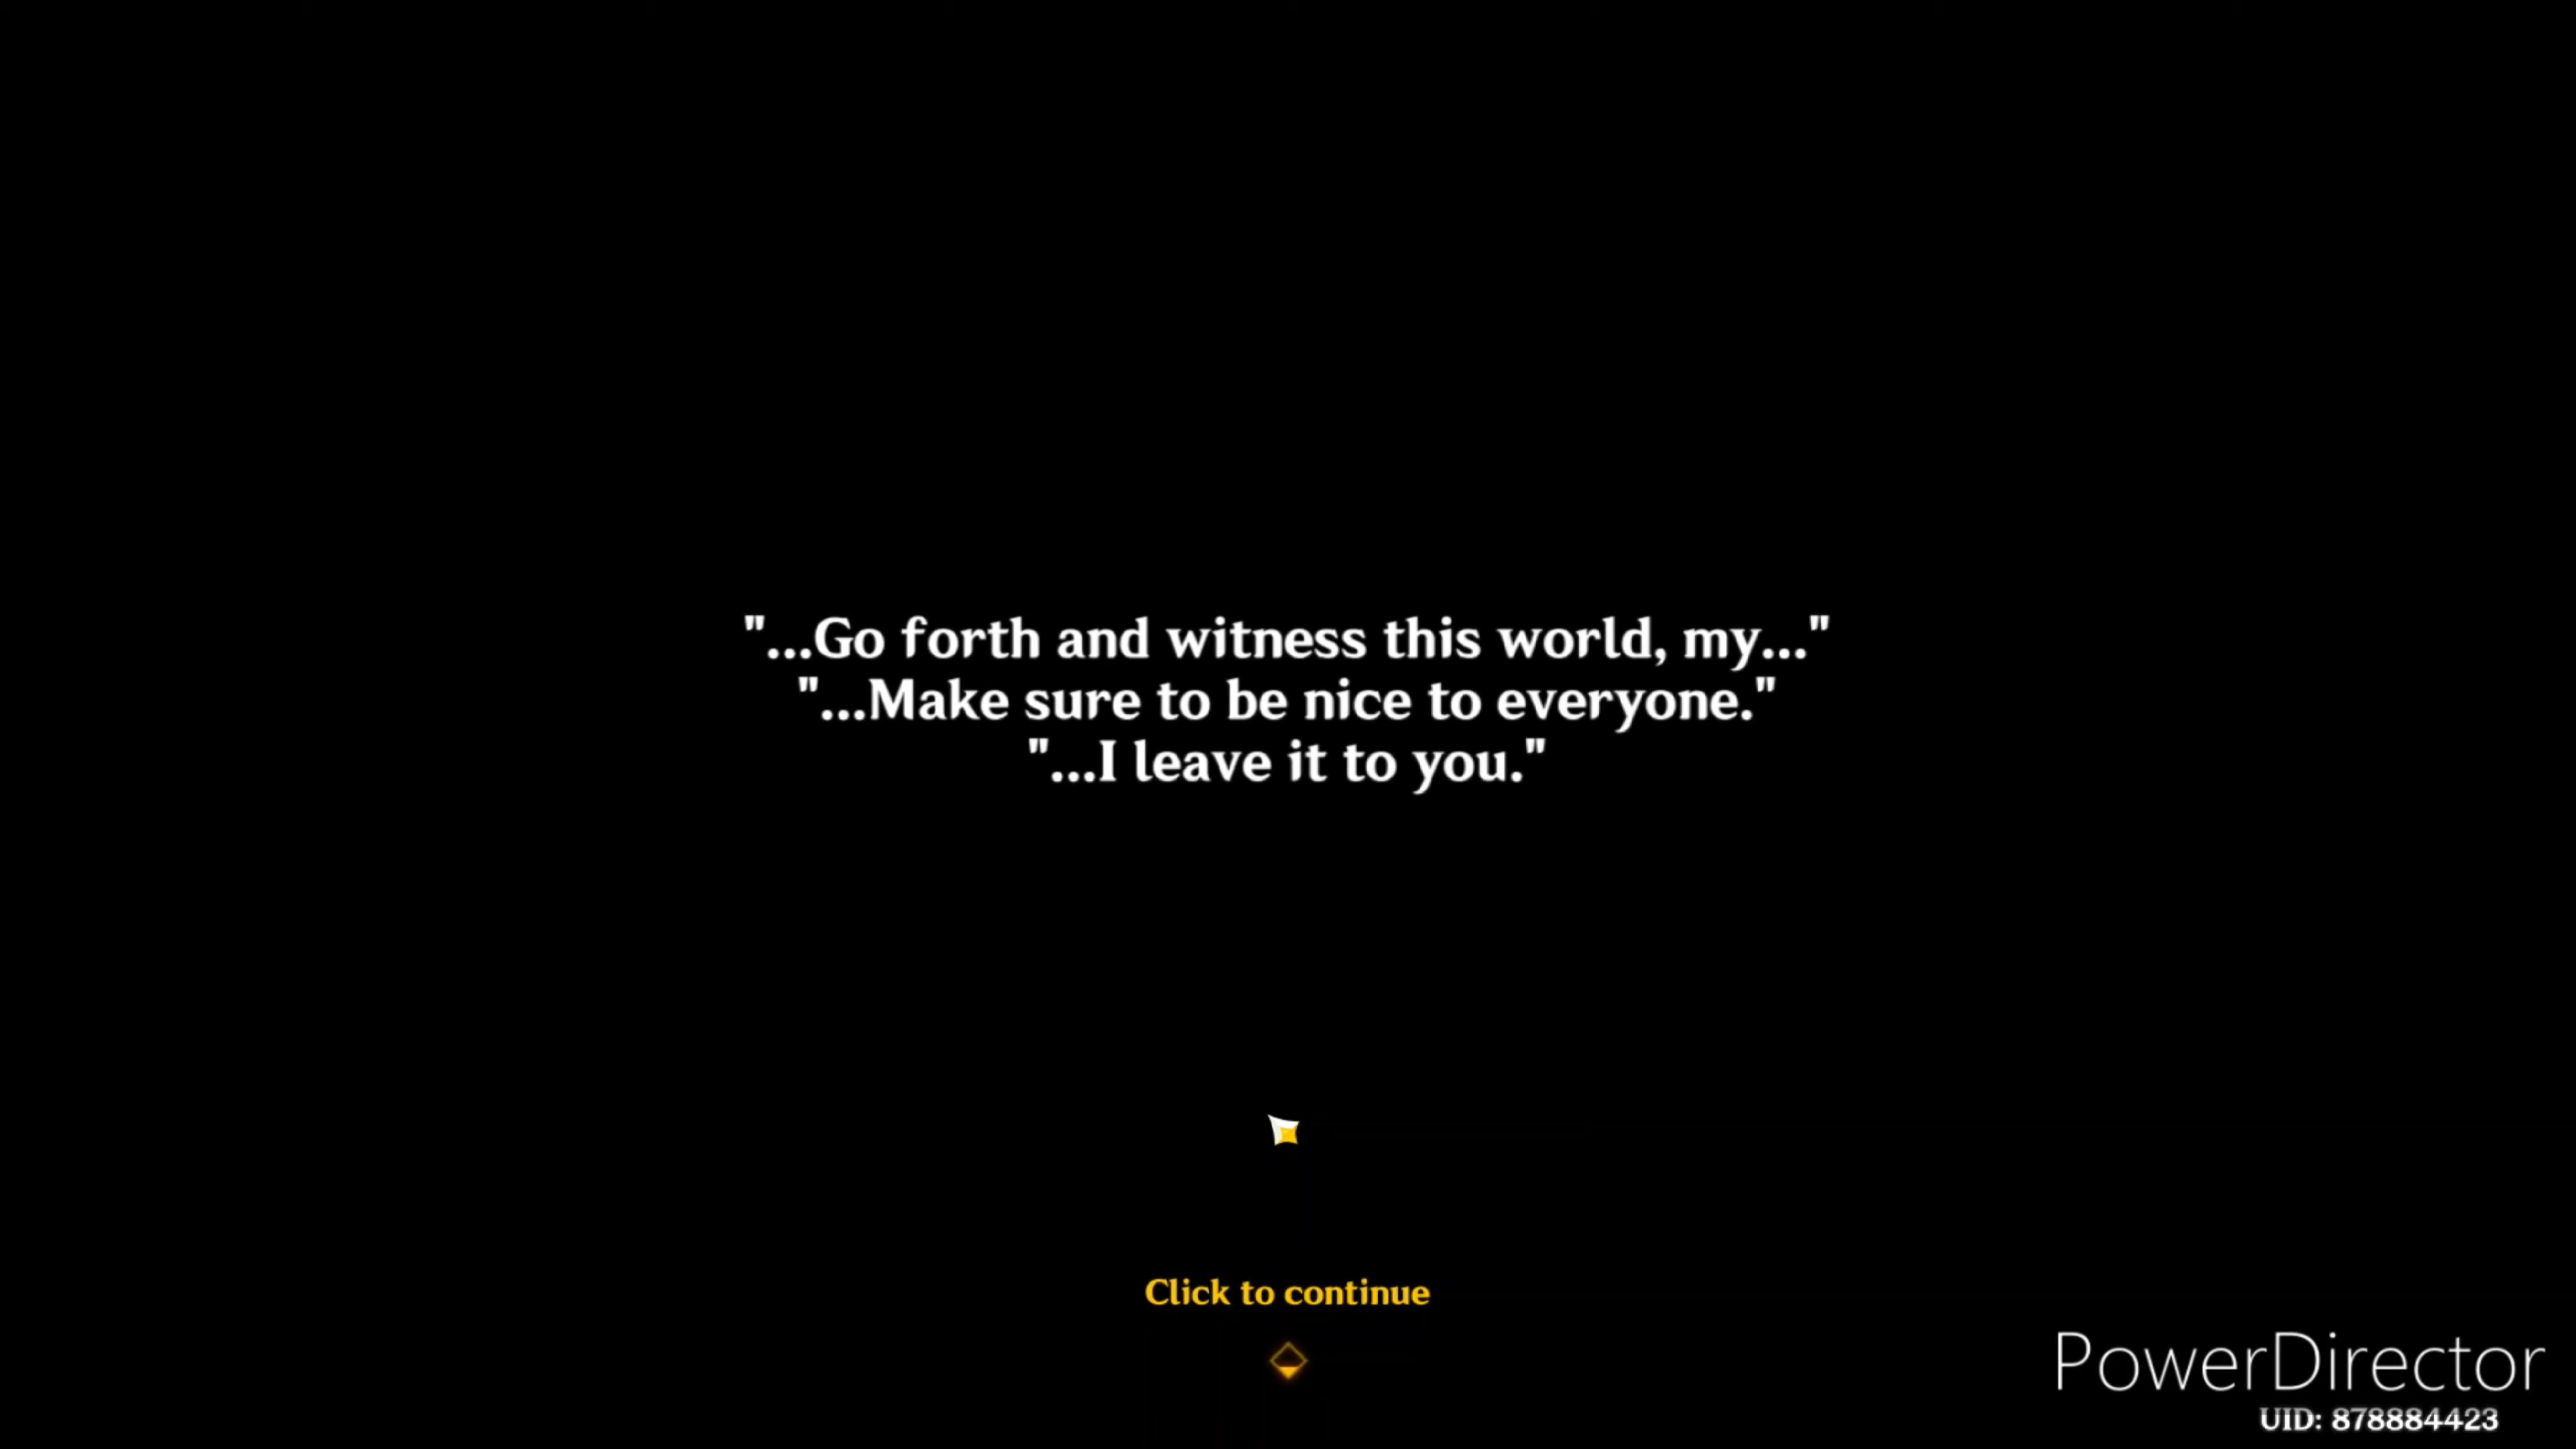 "...Go forth and witness this world, my..."
"...Make sure to be nice to everyone."
"...I leave it to you."
Click to continue
PowerDirector
UID: 878884423